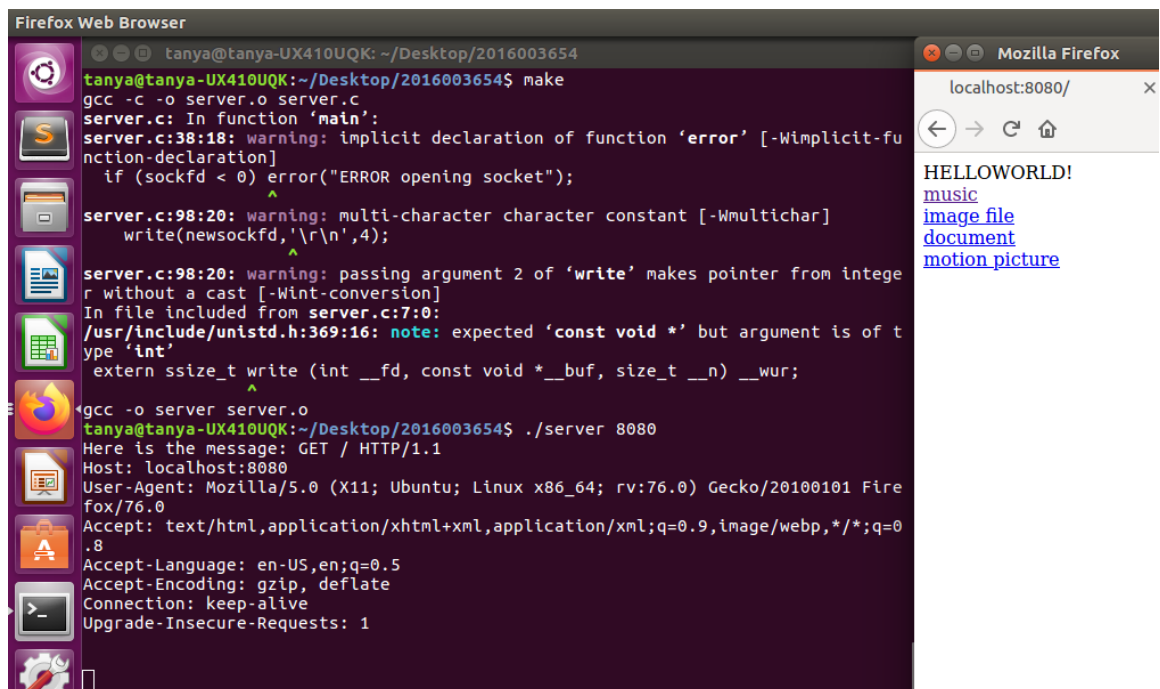 Firefox Web Browser
tanya@tanya-UX410UQK: ~/Desktop/2016003654
tanya@tanya-UX410UQK:~/Desktop/2016003654$ make
gcc -c -o server.o server.c
server.c: In function ‘main’:
server.c:38:18: warning: implicit declaration of function ‘error’ [-Wimplicit-fu
nction-declaration]
  if (sockfd < 0) error("ERROR opening socket");
                  ^
server.c:98:20: warning: multi-character character constant [-Wmultichar]
    write(newsockfd,'\r\n',4);
                    ^
server.c:98:20: warning: passing argument 2 of ‘write’ makes pointer from intege
r without a cast [-Wint-conversion]
In file included from server.c:7:0:
/usr/include/unistd.h:369:16: note: expected ‘const void *’ but argument is of t
ype ‘int’
 extern ssize_t write (int __fd, const void *__buf, size_t __n) __wur;
                ^
gcc -o server server.o
tanya@tanya-UX410UQK:~/Desktop/2016003654$ ./server 8080
Here is the message: GET / HTTP/1.1
Host: localhost:8080
User-Agent: Mozilla/5.0 (X11; Ubuntu; Linux x86_64; rv:76.0) Gecko/20100101 Fire
fox/76.0
Accept: text/html,application/xhtml+xml,application/xml;q=0.9,image/webp,*/*;q=0
.8
Accept-Language: en-US,en;q=0.5
Accept-Encoding: gzip, deflate
Connection: keep-alive
Upgrade-Insecure-Requests: 1
Mozilla Firefox
localhost:8080/
HELLOWORLD!
music
image file
document
motion picture